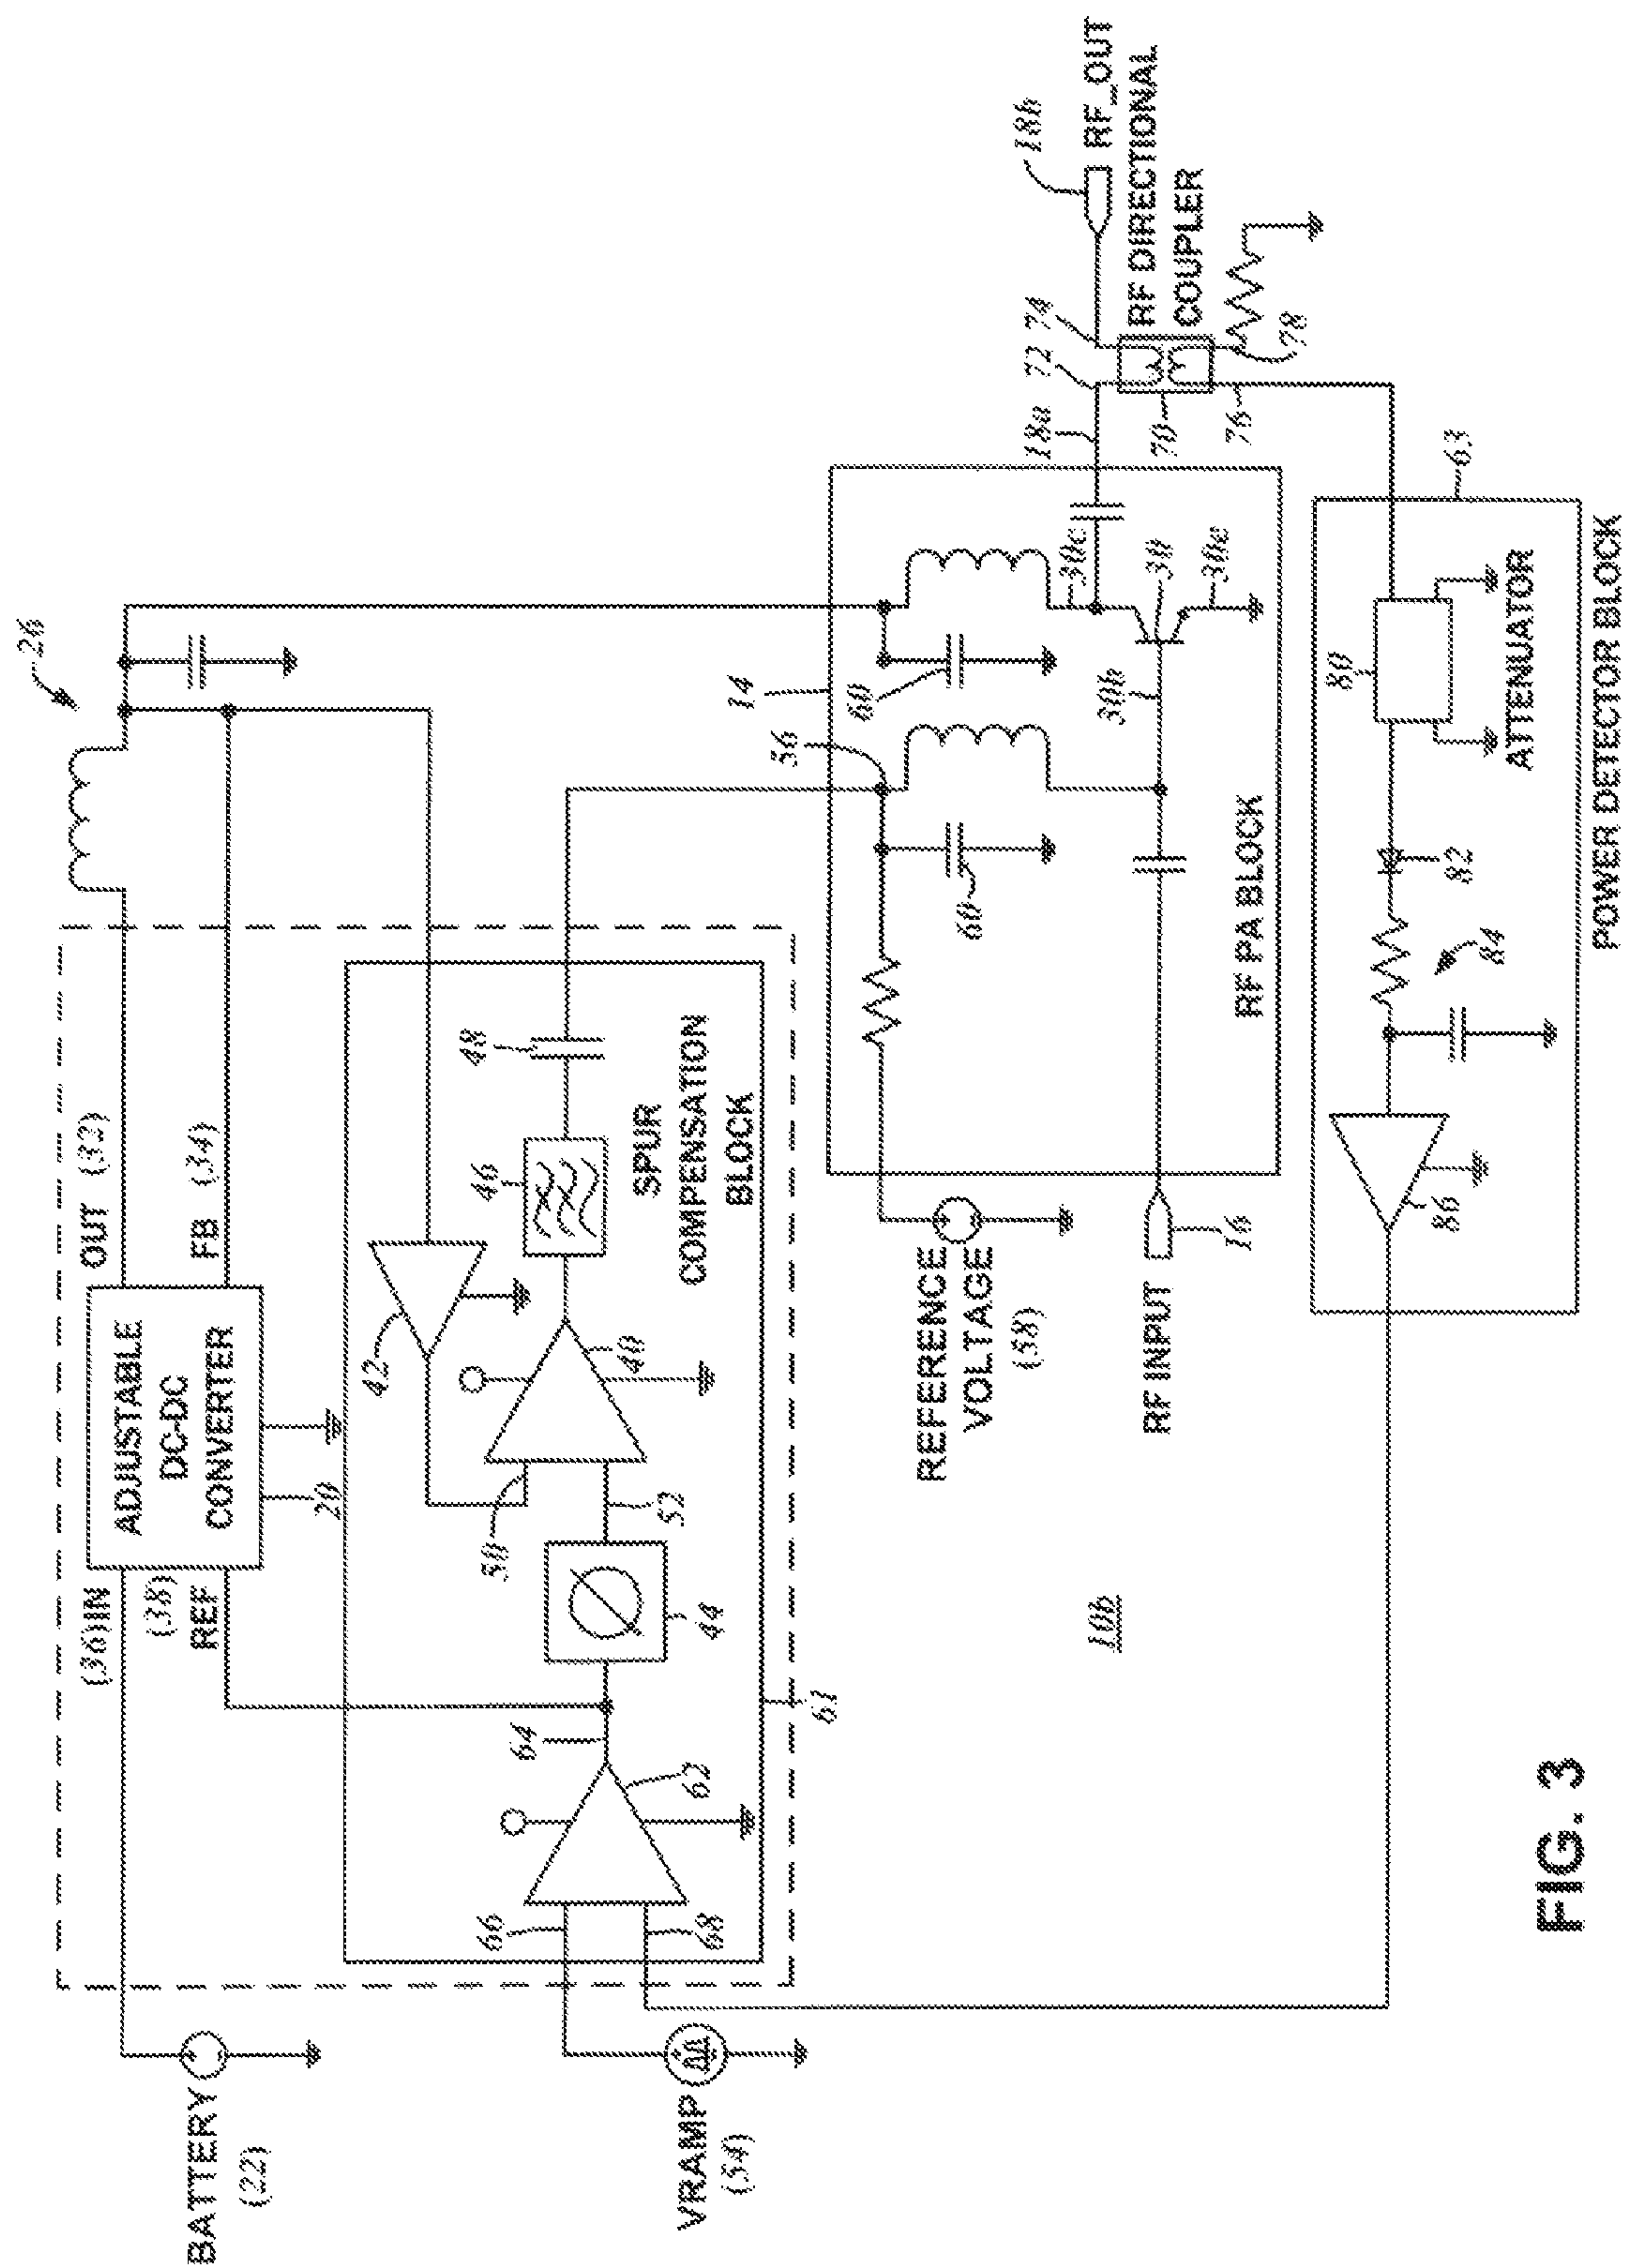 26
OUT (32)
FB (34)
ADJUSTABLE
DC-DC
CONVERTER
20
(36)IN
(38)
REF
BATTERY
(22)
42
48
46
40
50
52
44
64
62
66
68
61
SPUR
COMPENSATION
BLOCK
VRAMP
(54)
14
56
60
60
30c
30
30e
30b
RF PA BLOCK
REFERENCE
VOLTAGE
(58)
RF INPUT
16
18a
72
74
18b
RF_OUT
RF DIRECTIONAL
COUPLER
70
76
78
63
80
ATTENUATOR
82
84
86
POWER DETECTOR BLOCK
10b
FIG. 3